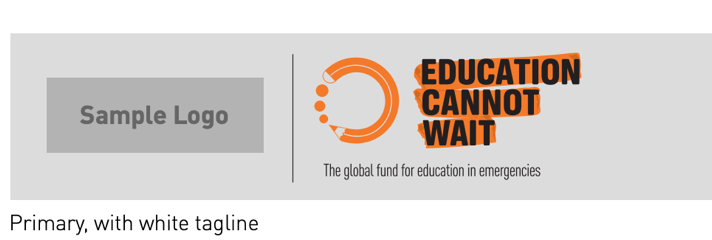 Sample Logo
EDUCATION
CANNOT
WAIT
The global fund for education in emergencies
Primary, with white tagline